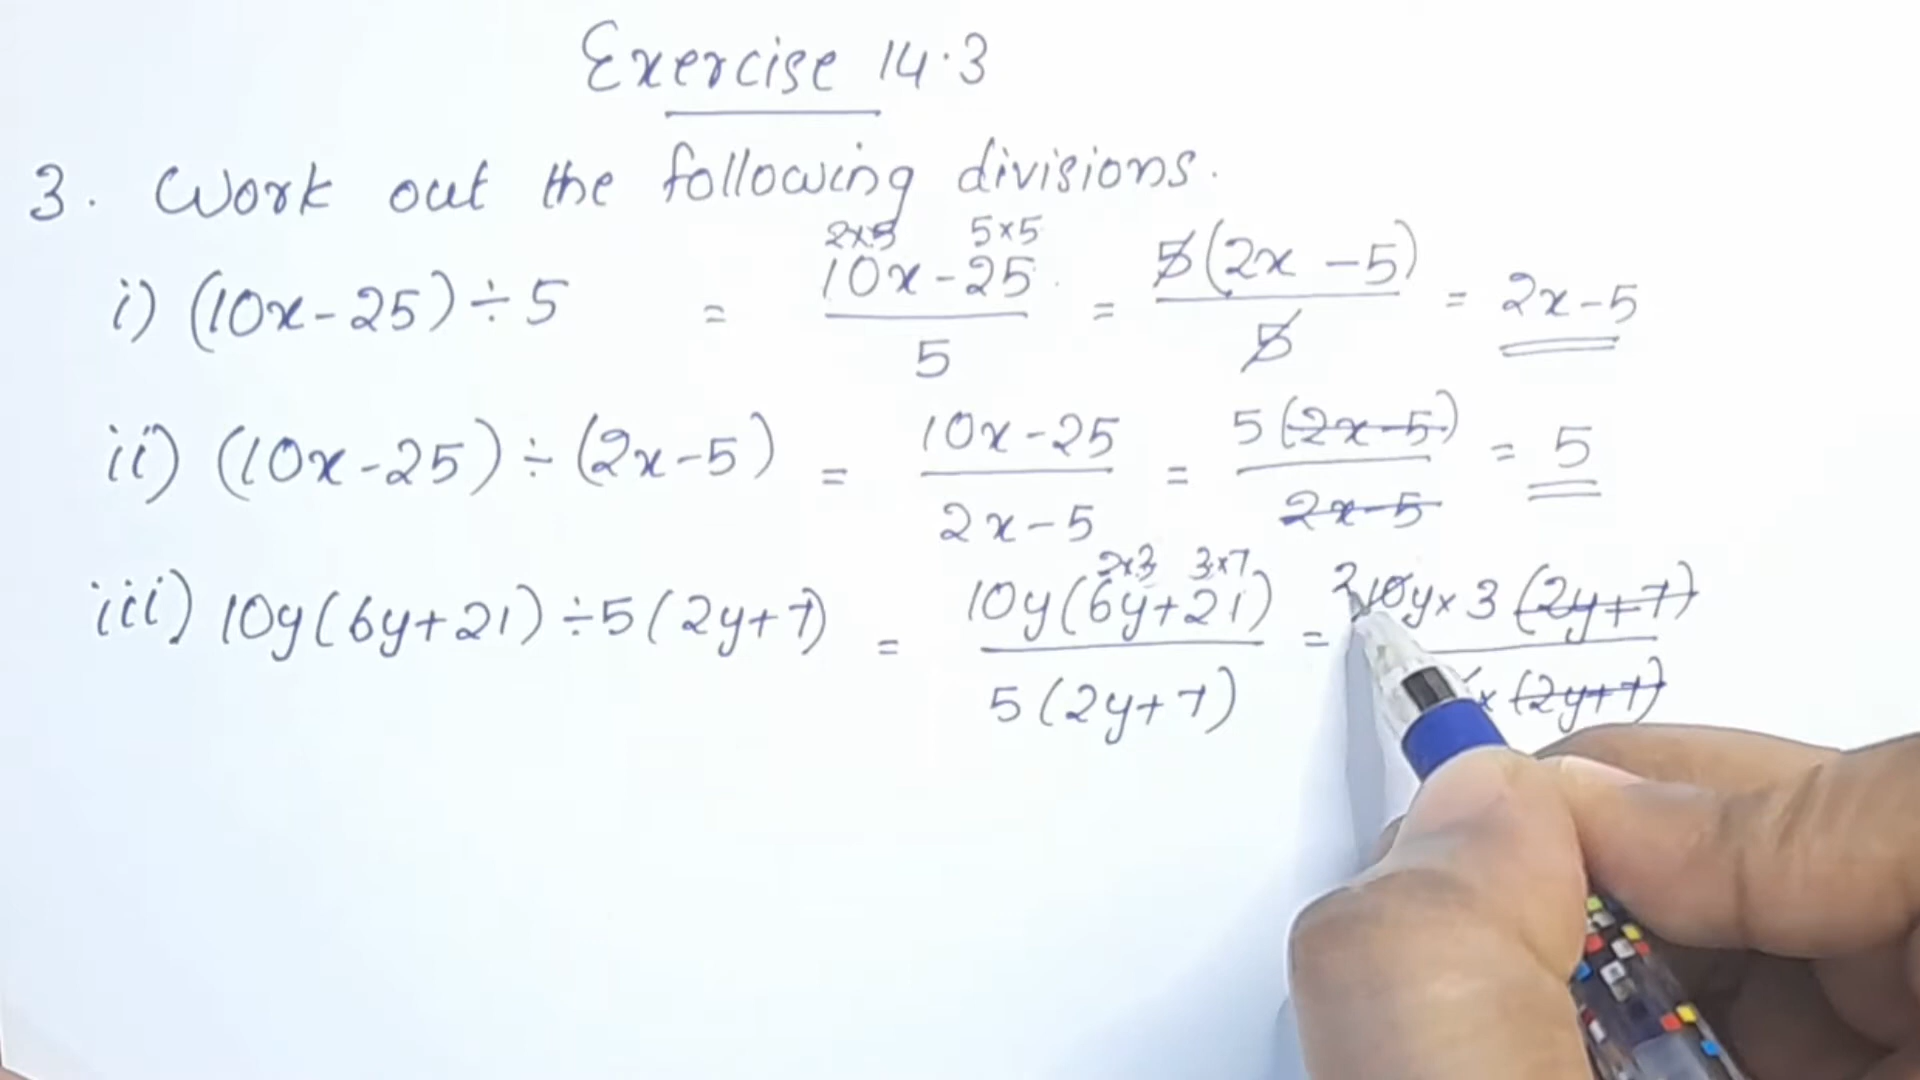 Exercise 14.3
3. Work out the following divisions.
2×5 5×5
i) (10x-25)÷5 = 10x-25/5 = 5(2x-5)/5 = 2x-5
ii) (10x-25)÷(2x-5) = 10x-25/2x-5 = 5(2x-5)/2x-5 = 5
2×3 3×7 2
iii) 10y(6y+21)÷5(2y+7) = 10y(6y+21)/5(2y+7) = 10y×3(2y+7)/×(2y+7)